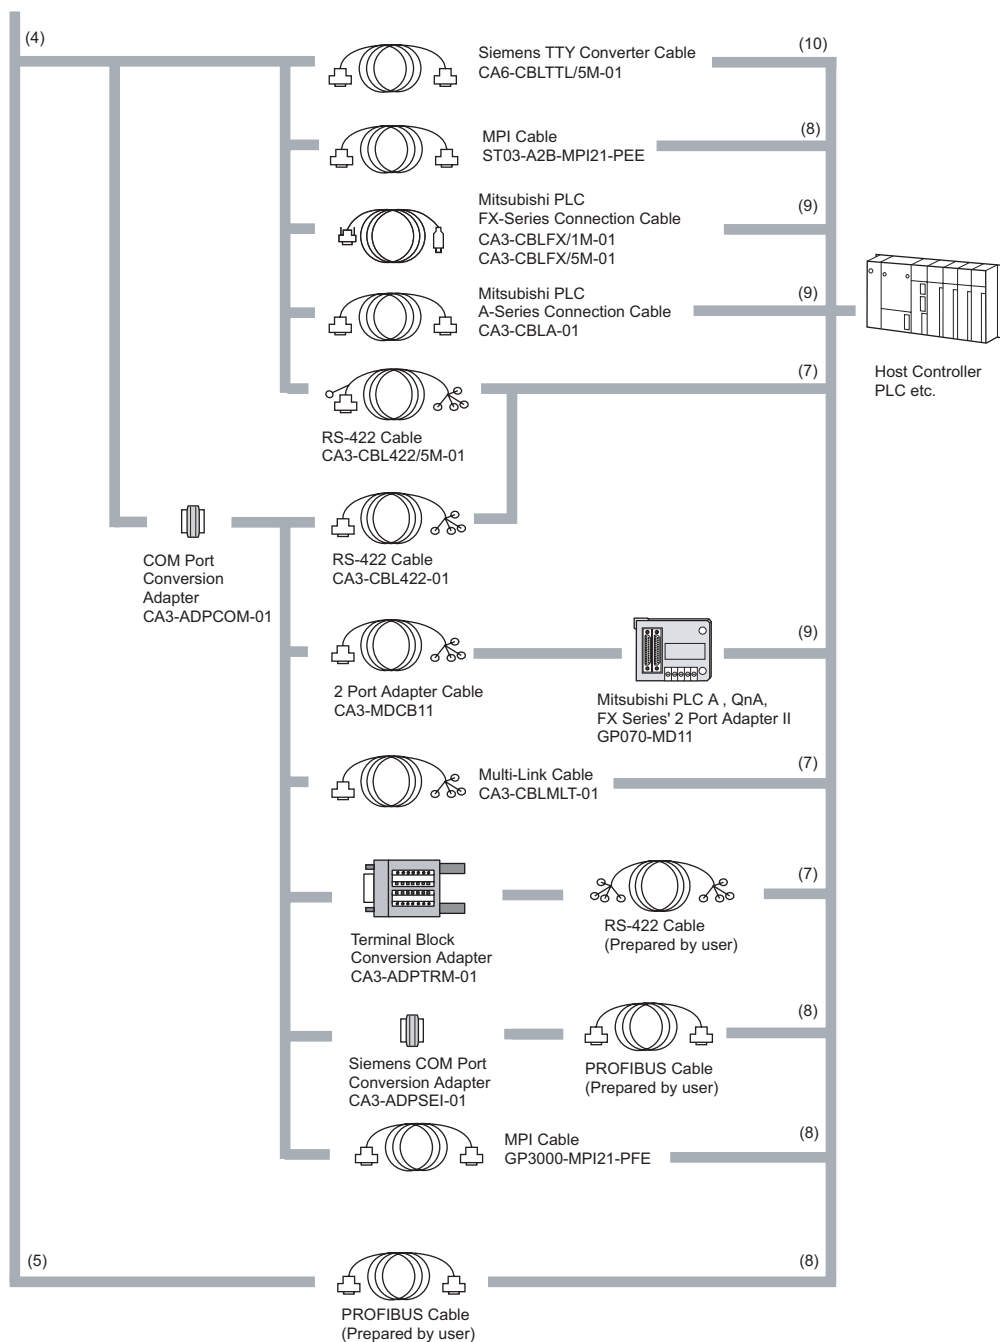 (4)
Siemens TTY Converter Cable
CA6-CBLTTL/5M-01
(10)
MPI Cable
ST03-A2B-MPI21-PEE
(8)
Mitsubishi PLC
FX-Series Connection Cable
CA3-CBLFX/1M-01
CA3-CBLFX/5M-01
(9)
Mitsubishi PLC
A-Series Connection Cable
CA3-CBLA-01
(9)
Host Controller
PLC etc.
(7)
RS-422 Cable
CA3-CBL422/5M-01
COM Port
Conversion
Adapter
CA3-ADPCOM-01
RS-422 Cable
CA3-CBL422-01
2 Port Adapter Cable
CA3-MDCB11
(9)
Mitsubishi PLC A , QnA,
FX Series' 2 Port Adapter II
GP070-MD11
Multi-Link Cable
CA3-CBLMLT-01
(7)
Terminal Block
Conversion Adapter
CA3-ADPTRM-01
(7)
RS-422 Cable
(Prepared by user)
Siemens COM Port
Conversion Adapter
CA3-ADPSEI-01
(8)
PROFIBUS Cable
(Prepared by user)
MPI Cable
GP3000-MPI21-PFE
(8)
(5)
(8)
PROFIBUS Cable
(Prepared by user)